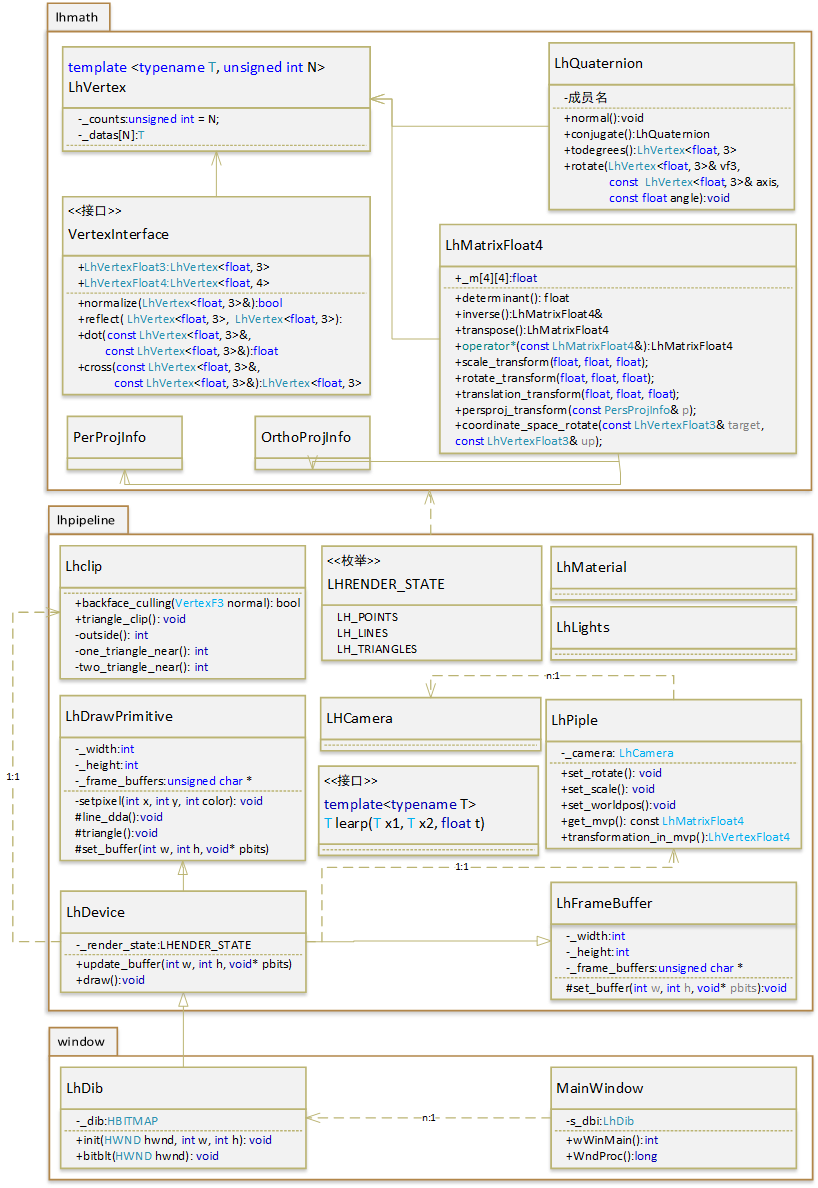 lhmath
template <typename T, unsigned int N>
LhVertex
-_counts:unsigned int = N;
-_datas[N]:T
LhQuaternion
-成员名
+normal():void
+conjugate():LhQuaternion
+todegrees():LhVertex<float, 3>
+rotate(LhVertex<float, 3>& vf3,
const LhVertex<float, 3>& axis,
const float angle):void
<<接口>>
VertexInterface
+LhVertexFloat3:LhVertex<float, 3>
+LhVertexFloat4:LhVertex<float, 4>
+normalize(LhVertex<float, 3>&):bool
+reflect( LhVertex<float, 3>, LhVertex<float, 3>):
+dot(const LhVertex<float, 3>&,
const LhVertex<float, 3>&):float
+cross(const LhVertex<float, 3>&,
const LhVertex<float, 3>&):LhVertex<float, 3>
LhMatrixFloat4
+_m[4][4]:float
+determinant(): float
+inverse():LhMatrixFloat4&
+transpose():LhMatrixFloat4
+operator*(const LhMatrixFloat4&):LhMatrixFloat4
+scale_transform(float, float, float);
+rotate_transform(float, float, float);
+translation_transform(float, float, float);
+persproj_transform(const PersProjInfo& p);
+coordinate_space_rotate(const LhVertexFloat3& target,
const LhVertexFloat3& up);
PerProjInfo
OrthoProjInfo
lhpipeline
Lhclip
+backface_culling(VertexF3 normal): bool
+triangle_clip(): void
-outside(): int
-one_triangle_near(): int
-two_triangle_near(): int
<<枚举>>
LHRENDER_STATE
LH_POINTS
LH_LINES
LH_TRIANGLES
LhMaterial
LhLights
n:1
LhDrawPrimitive
-_width:int
-_height:int
-_frame_buffers:unsigned char *
-setpixel(int x, int y, int color): void
#line_dda():void
#triangle():void
#set_buffer(int w, int h, void* pbits)
LHCamera
LhPiple
-_camera: LhCamera
+set_rotate(): void
+set_scale(): void
+set_worldpos():void
+get_mvp(): const LhMatrixFloat4
+transformation_in_mvp():LhVertexFloat4
1:1
<<接口>>
template<typename T>
T learp(T x1, T x2, float t)
1:1
LhDevice
-_render_state:LHENDER_STATE
+update_buffer(int w, int h, void* pbits)
+draw():void
LhFrameBuffer
-_width:int
-_height:int
-_frame_buffers:unsigned char *
#set_buffer(int w, int h, void* pbits):void
window
LhDib
-_dib:HBITMAP
+init(HWND hwnd, int w, int h): void
+bitblt(HWND hwnd): void
n:1
MainWindow
-s_dbi:LhDib
+wWinMain():int
+WndProc():long